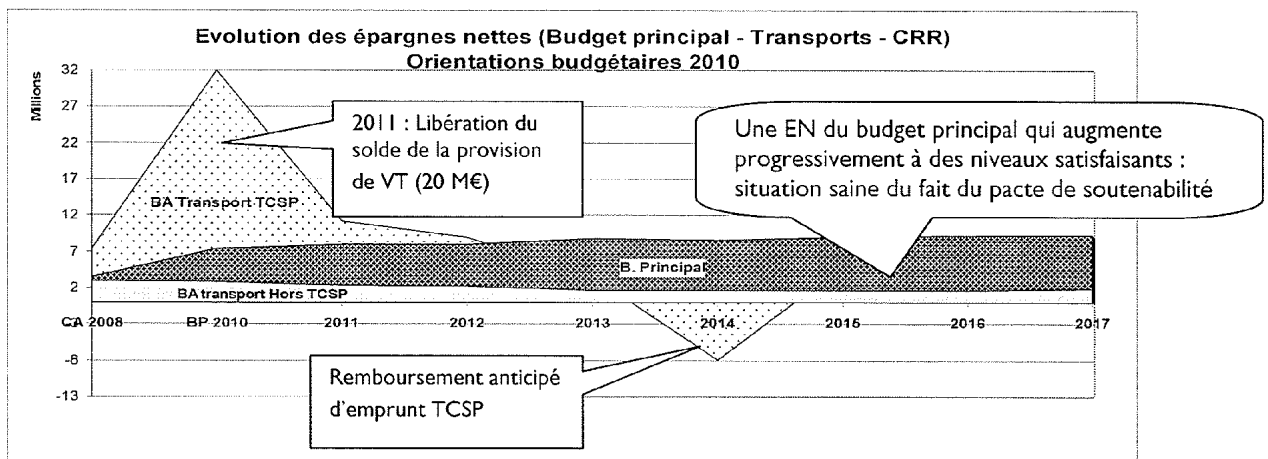 Evolution des épargnes nettes (Budget principal - Transports - CRR)
Orientations budgétaires 2010
Millions
32
27
22
17
12
7
2
-8
-13
2011 : Libération du
solde de la provision
de VT (20 M€)
Une EN du budget principal qui augmente
progressivement à des niveaux satisfaisants :
situation saine du fait du pacte de soutenabilité
BA Transport TCSP
B. Principal
BA transport Hors TCSP
CA 2008
BP 2010
2011
2012
2013
2014
2015
2016
2017
Remboursement anticipé
d'emprunt TCSP